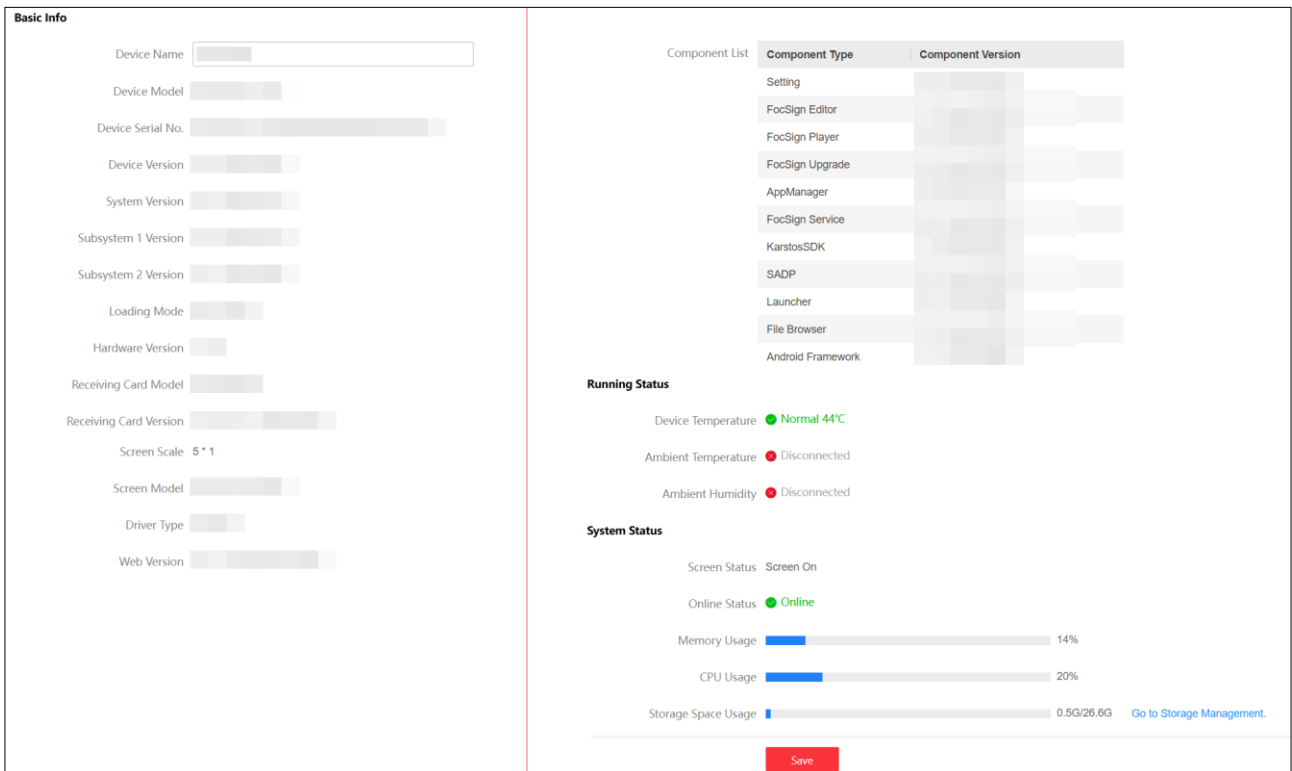 Basic Info
Device Name
Device Model
Device Serial No.
Device Version
System Version
Subsystem 1 Version
Subsystem 2 Version
Loading Mode
Hardware Version
Receiving Card Model
Receiving Card Version
Screen Scale 5 * 1
Screen Model
Driver Type
Web Version
Component List Component Type Component Version
Setting
FocSign Editor
FocSign Player
FocSign Upgrade
AppManager
FocSign Service
KarstosSDK
SADP
Launcher
File Browser
Android Framework
Running Status
Device Temperature Normal 44°C
Ambient Temperature Disconnected
Ambient Humidity Disconnected
System Status
Screen Status Screen On
Online Status Online
Memory Usage 14%
CPU Usage 20%
Storage Space Usage 0.5G/26.6G Go to Storage Management.
Save